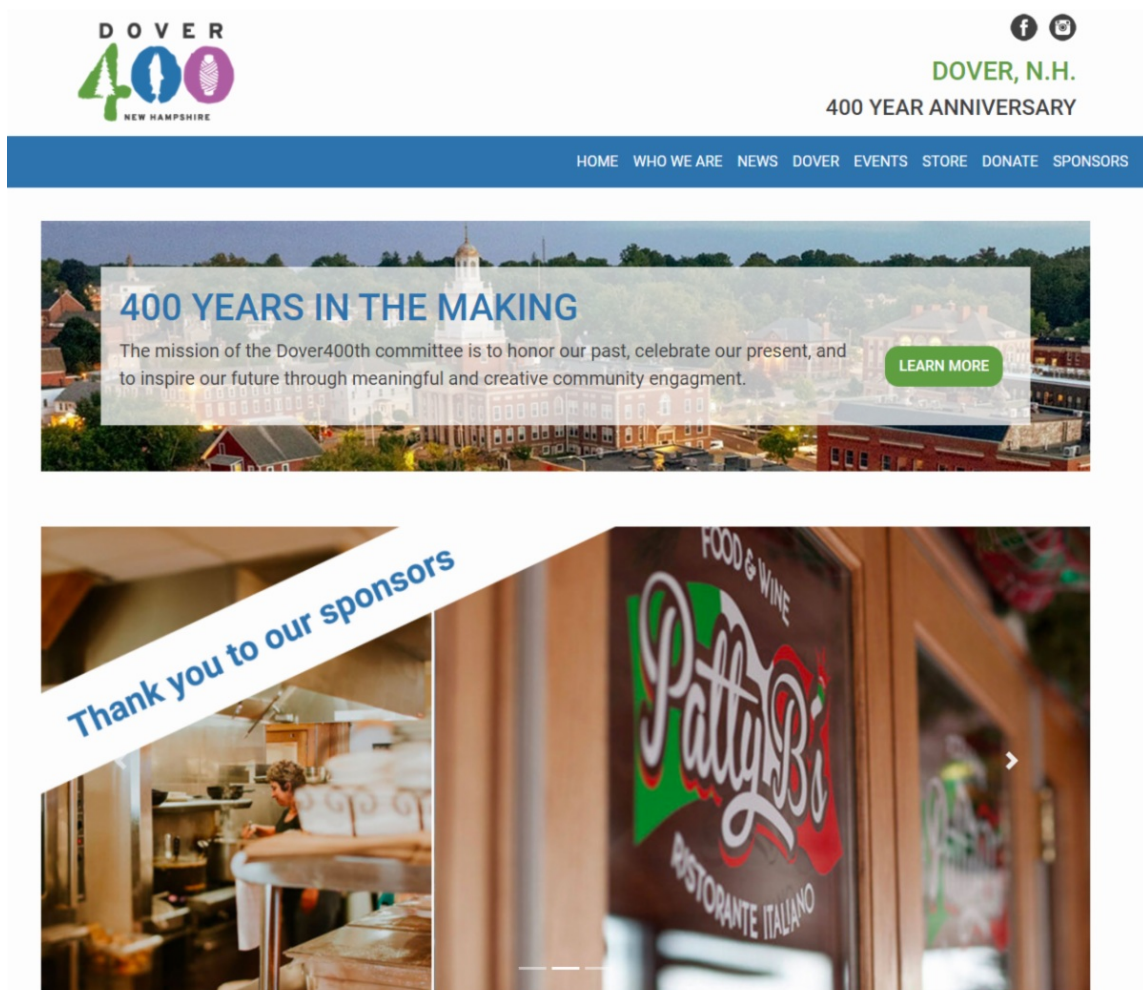 DOVER
400
NEW HAMPSHIRE
DOVER, N.H.
400 YEAR ANNIVERSARY
HOME WHO WE ARE NEWS DOVER EVENTS STORE DONATE SPONSORS
400 YEARS IN THE MAKING
The mission of the Dover400th committee is to honor our past, celebrate our present, and
to inspire our future through meaningful and creative community engagment.
LEARN MORE
Thank you to our sponsors
FOOD & WINE
Patty B's
RISTORANTE ITALIANO